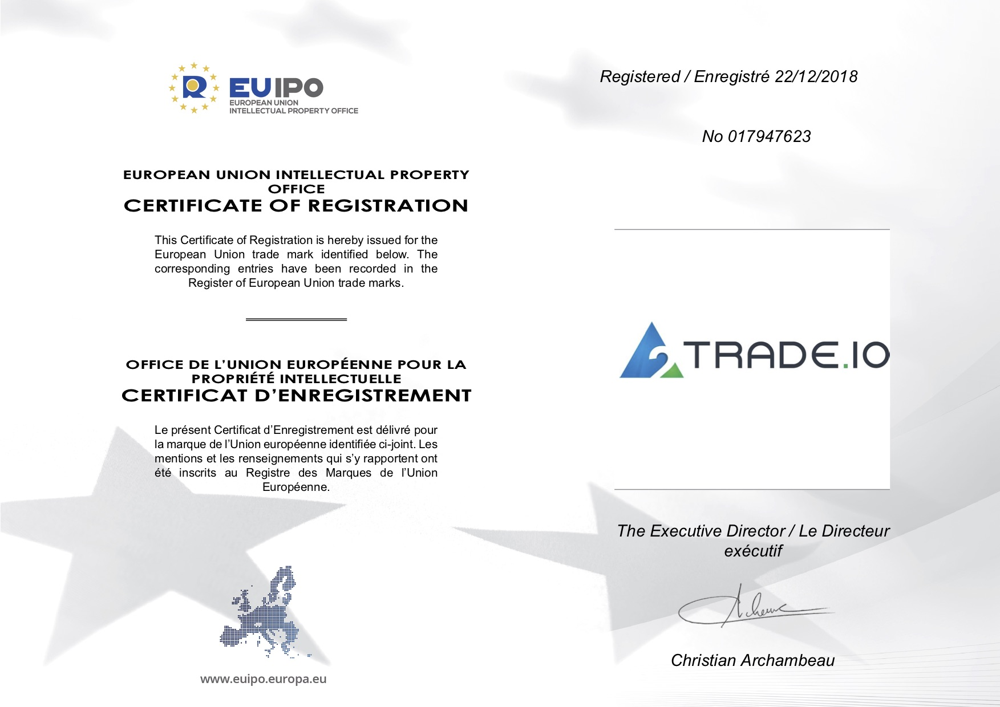 R
EUIPO
EUROPEAN UNION
INTELLECTUAL PROPERTY OFFICE
EUROPEAN UNION INTELLECTUAL PROPERTY
OFFICE
CERTIFICATE OF REGISTRATION
This Certificate of Registration is hereby issued for the
European Union trade mark identified below. The
corresponding entries have been recorded in the
Register of European Union trade marks.
OFFICE DE L’UNION EUROPÉENNE POUR LA
PROPRIÉTÉ INTELLECTUELLE
CERTIFICAT D’ENREGISTREMENT
Le présent Certificat d’Enregistrement est délivré pour
la marque de l’Union européenne identifiée ci-joint. Les
mentions et les renseignements qui s’y rapportent ont
été inscrits au Registre des Marques de l’Union
Européenne.
www.euipo.europa.eu
Registered / Enregistré 22/12/2018
No 017947623
2TRADE.IO
The Executive Director / Le Directeur
exécutif
Christian Archambeau